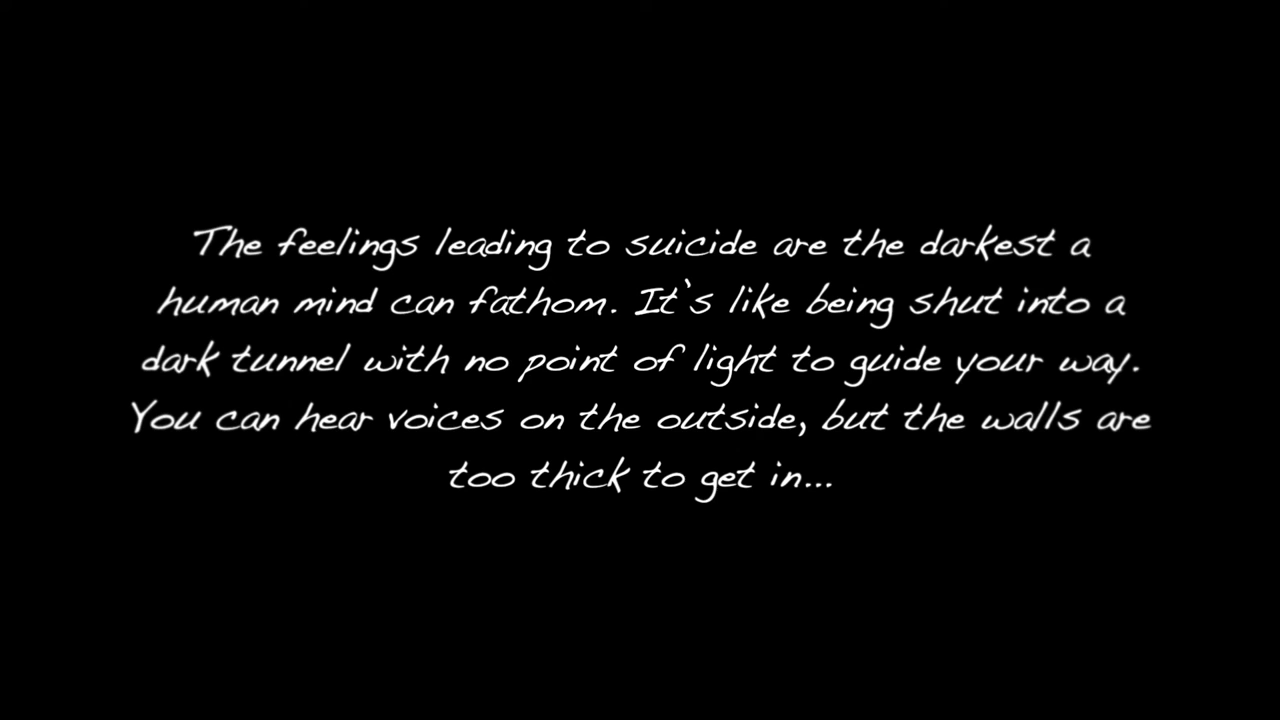 The feelings leading to suicide are the darkest a
human mind can fathom. It's like being shut into a
dark tunnel with no point of light to guide your way.
You can hear voices on the outside, but the walls are
too thick to get in...